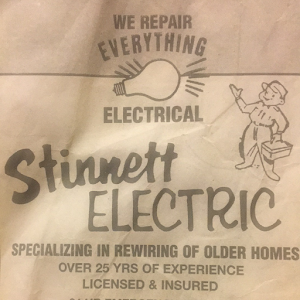 WE REPAIR
EVERYTHING
ELECTRICAL
Stinnett
ELECTRIC
SPECIALIZING IN REWIRING OF OLDER HOMES
OVER 25 YRS OF EXPERIENCE
LICENSED & INSURED